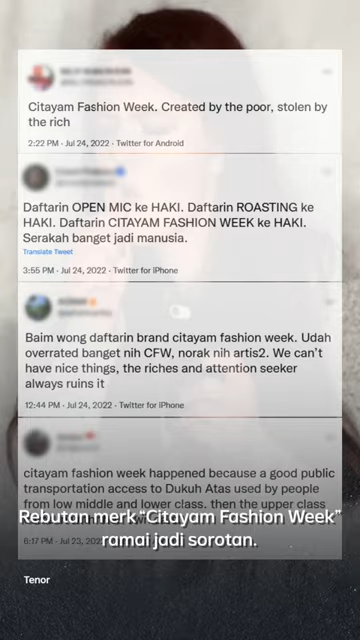 Citayam Fashion Week. Created by the poor, stolen by
the rich
2:22 PM · Jul 24, 2022 · Twitter for Android
Daftarin OPEN MIC ke HAKI. Daftarin ROASTING ke
HAKI. Daftarin CITAYAM FASHION WEEK ke HAKI.
Serakah banget jadi manusia.
Translate Tweet
3:55 PM · Jul 24, 2022 · Twitter for iPhone
Baim wong daftarin brand citayam fashion week. Udah
overrated banget nih CFW, norak nih artis2. We can't
have nice things, the riches and attention seeker
always ruins it
12:44 PM · Jul 24, 2022 · Twitter for iPhone
citayam fashion week happened because a good public
transportation access to Dukuh Atas used by people
from low middle and lower class. then the upper class
Rebutan merk "Citayam Fashion Week"
ramai jadi sorotan.
6:17 PM · Jul 23,
Tenor